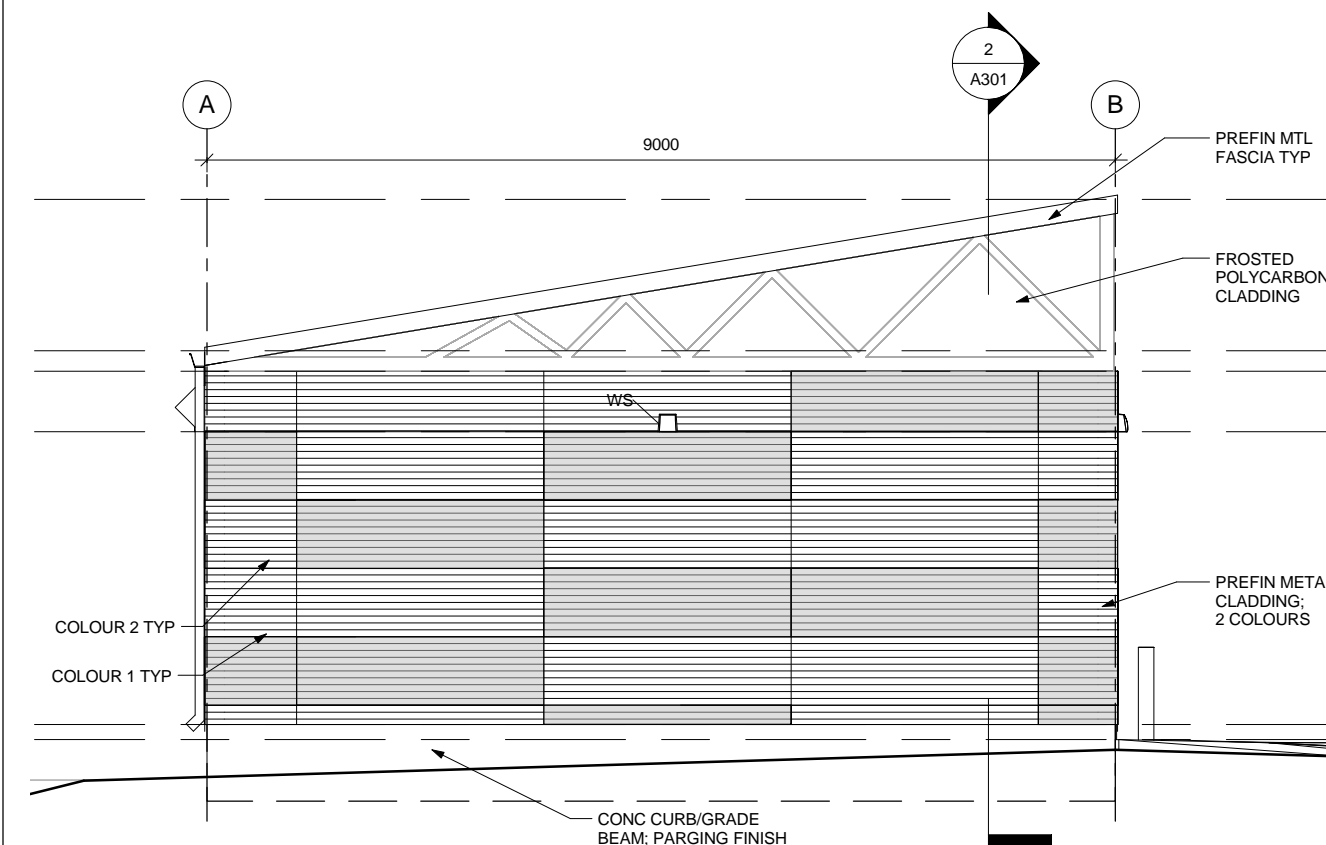 2
A301
A
B
9000
PREFIN MTL
FASCIA TYP
FROSTED
POLYCARBON
CLADDING
WS
PREFIN META
CLADDING;
2 COLOURS
COLOUR 2 TYP
COLOUR 1 TYP
CONC CURB/GRADE
BEAM; PARGING FINISH